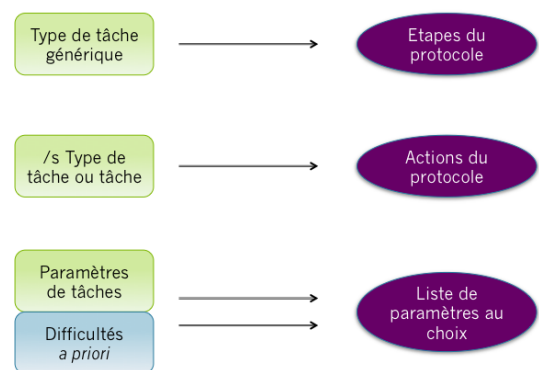 Type de tâche
générique
Etapes du
protocole
/s Type de
tâche ou tâche
Actions du
protocole
Paramètres
de tâches
Difficultés
a priori
Liste de
paramètres au
choix